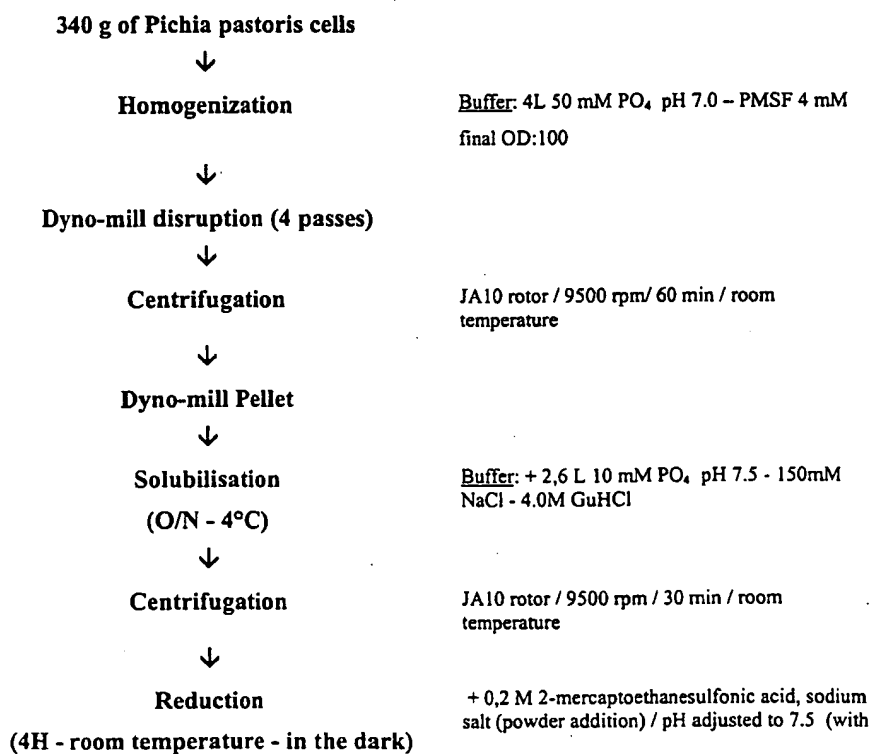 340 g of Pichia pastoris cells
↓
Homogenization
Buffer: 4L 50 mM PO₄ pH 7.0 – PMSF 4 mM
final OD:100
↓
Dyno-mill disruption (4 passes)
↓
Centrifugation
JA10 rotor / 9500 rpm/ 60 min / room
temperature
↓
Dyno-mill Pellet
↓
Solubilisation
(O/N - 4°C)
Buffer: + 2,6 L 10 mM PO₄ pH 7.5 - 150mM
NaCl - 4.0M GuHCl
↓
Centrifugation
JA10 rotor / 9500 rpm / 30 min / room
temperature
↓
Reduction
(4H - room temperature - in the dark)
+ 0,2 M 2-mercaptoethanesulfonic acid, sodium
salt (powder addition) / pH adjusted to 7.5 (with